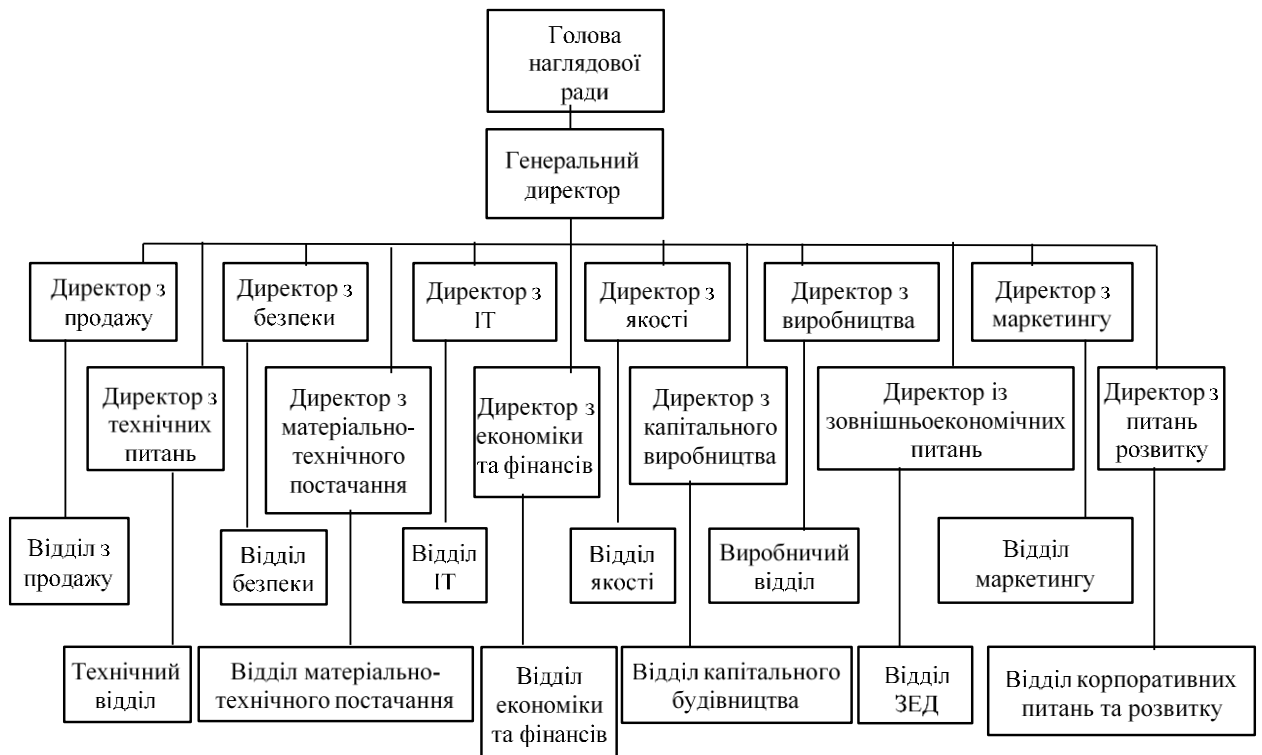 Голова
наглядової
ради
Генеральний
директор
Директор з
продажу
Директор з
безпеки
Директор з
ІТ
Директор з
якості
Директор з
виробництва
Директор з
маркетингу
Директор з
технічних
питань
Директор з
матеріально-
технічного
постачання
Директор з
економіки
та фінансів
Директор з
капітального
виробництва
Директор із
зовнішньоекономічних
питань
Директор з
питань
розвитку
Відділ з
продажу
Відділ
безпеки
Відділ
ІТ
Відділ
якості
Виробничий
відділ
Відділ
маркетингу
Технічний
відділ
Відділ матеріально-
технічного постачання
Відділ
економіки
та фінансів
Відділ капітального
будівництва
Відділ
ЗЕД
Відділ корпоративних
питань та розвитку